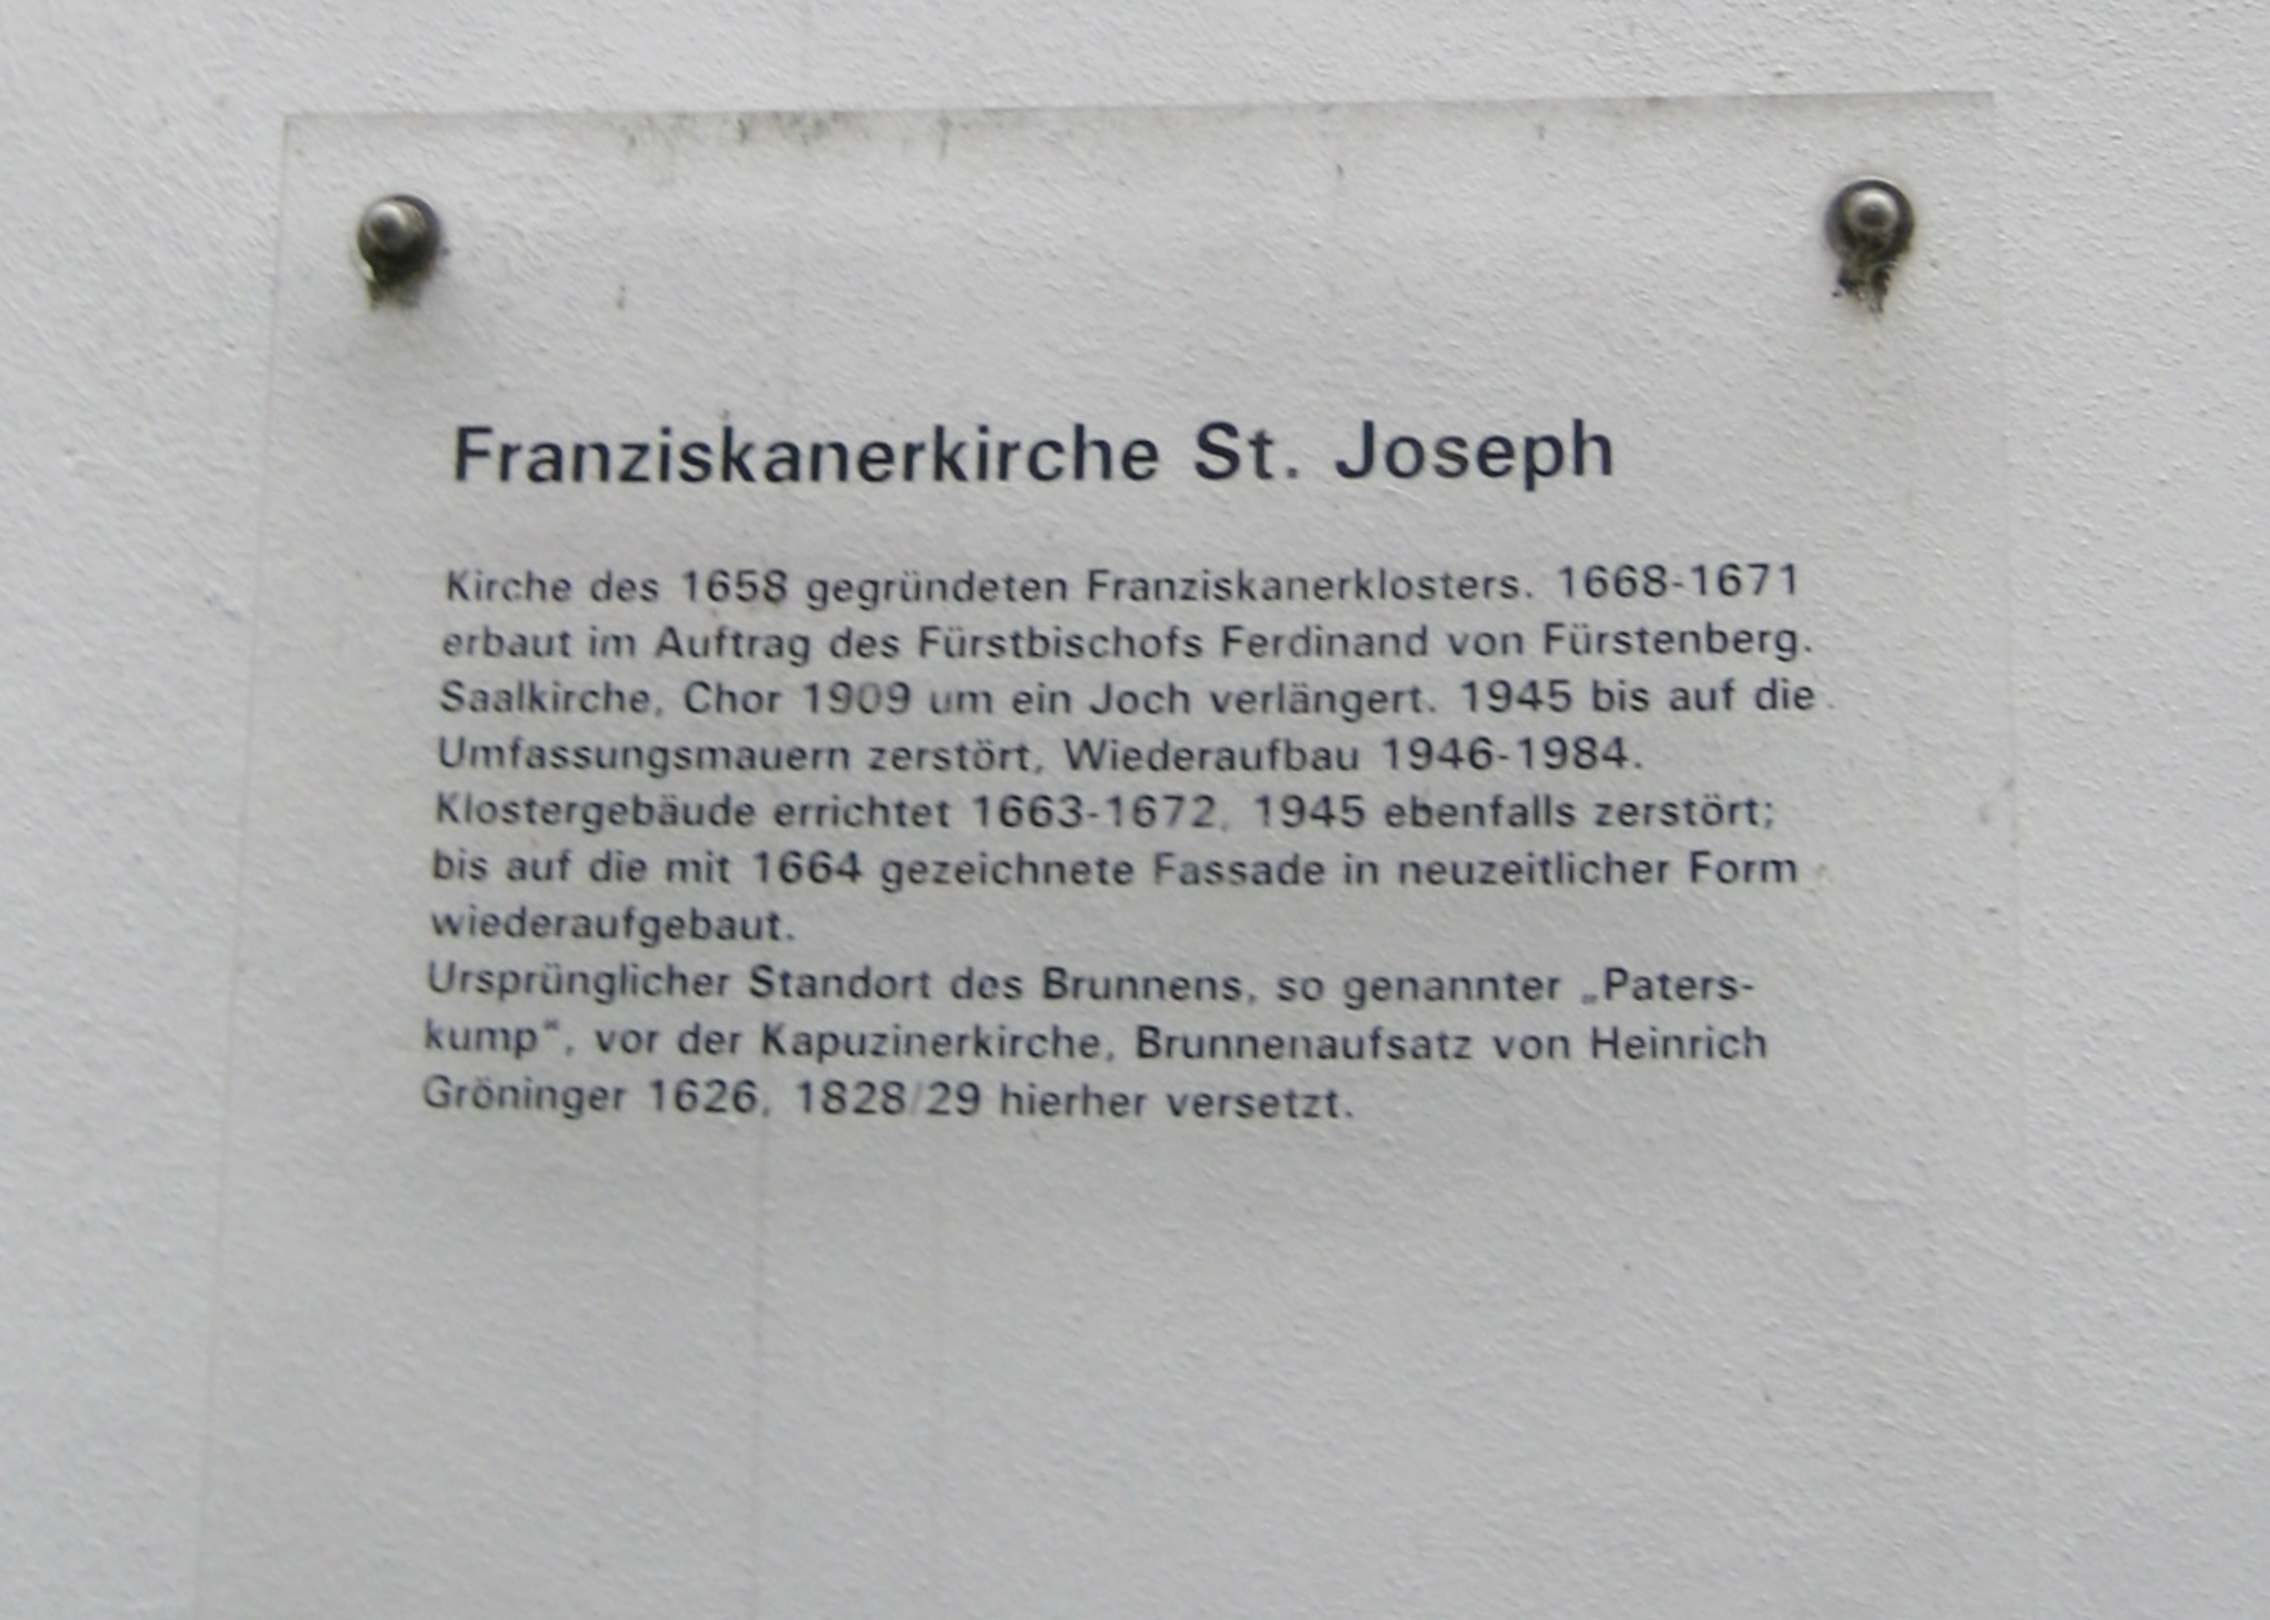 Franziskanerkirche St. Joseph
Kirche des 1658 gegründeten Franziskanerklosters. 1668-1671
erbaut im Auftrag des Fürstbischofs Ferdinand von Fürstenberg.
Saalkirche, Chor 1909 um ein Joch verlängert. 1945 bis auf die
Umfassungsmauern zerstört, Wiederaufbau 1946-1984.
Klostergebäude errichtet 1663-1672, 1945 ebenfalls zerstört;
bis auf die mit 1664 gezeichnete Fassade in neuzeitlicher Form
wiederaufgebaut.
Ursprünglicher Standort des Brunnens, so genannter „Paters-
kump“, vor der Kapuzinerkirche, Brunnenaufsatz von Heinrich
Gröninger 1626, 1828/29 hierher versetzt.